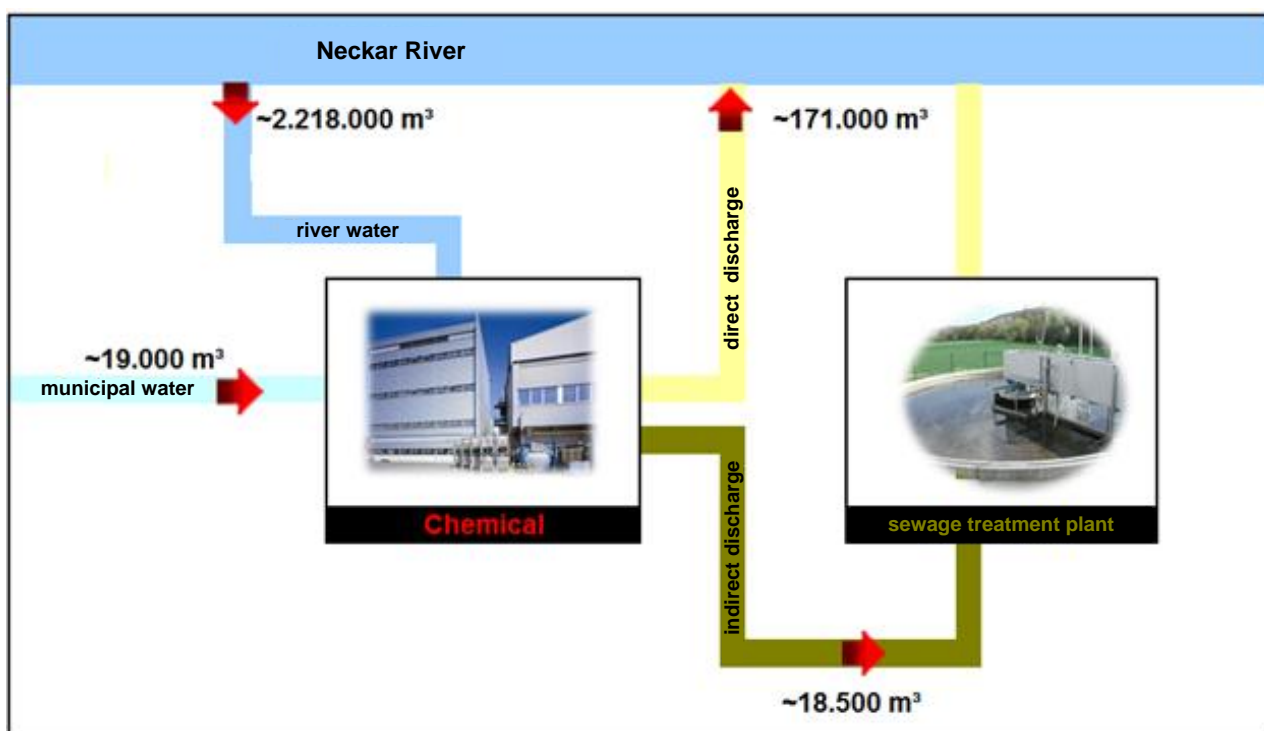 Neckar River
~2.218.000 m³
~171.000 m³
river water
direct discharge
~19.000 m³
municipal water
Chemical
sewage treatment plant
indirect discharge
~18.500 m³